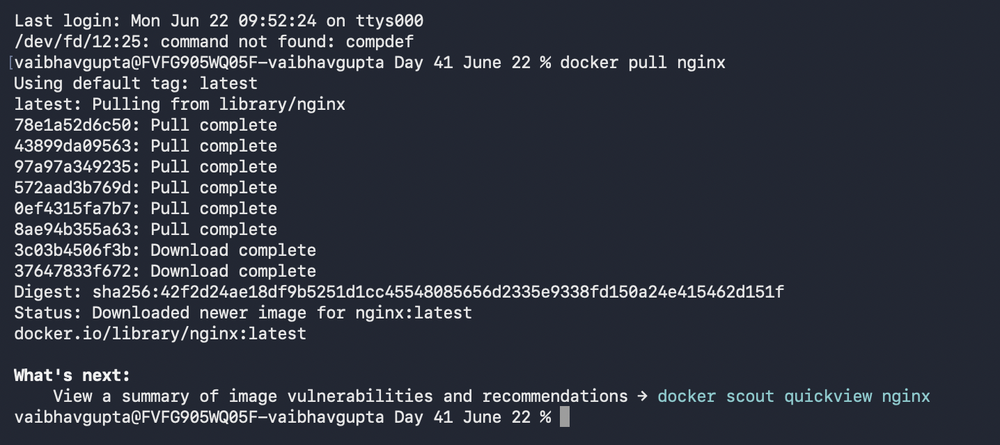 Last login: Mon Jun 22 09:52:24 on ttys000
/dev/fd/12:25: command not found: compdef
[vaibhavgupta@FVFG905WQ05F-vaibhavgupta Day 41 June 22 % docker pull nginx
Using default tag: latest
latest: Pulling from library/nginx
78e1a52d6c50: Pull complete
43899da09563: Pull complete
97a97a349235: Pull complete
572aad3b769d: Pull complete
0ef4315fa7b7: Pull complete
8ae94b355a63: Pull complete
3c03b4506f3b: Download complete
37647833f672: Download complete
Digest: sha256:42f2d24ae18df9b5251d1cc45548085656d2335e9338fd150a24e415462d151f
Status: Downloaded newer image for nginx:latest
docker.io/library/nginx:latest
What's next:
View a summary of image vulnerabilities and recommendations → docker scout quickview nginx
vaibhavgupta@FVFG905WQ05F-vaibhavgupta Day 41 June 22 %